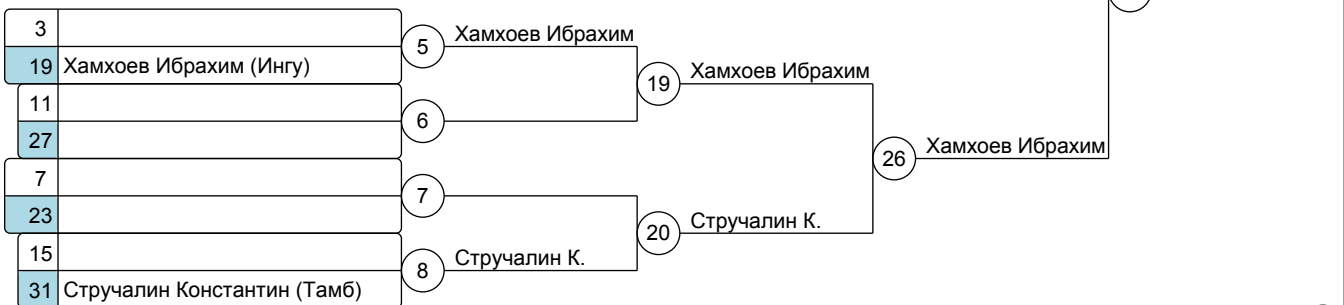 3
5 Хамхоев Ибрахим
19 Хамхоев Ибрахим (Ингу)
19 Хамхоев Ибрахим
11
6
27
26 Хамхоев Ибрахим
7
7
23
20 Стручалин К.
15
8 Стручалин К.
31 Стручалин Константин (Тамб)